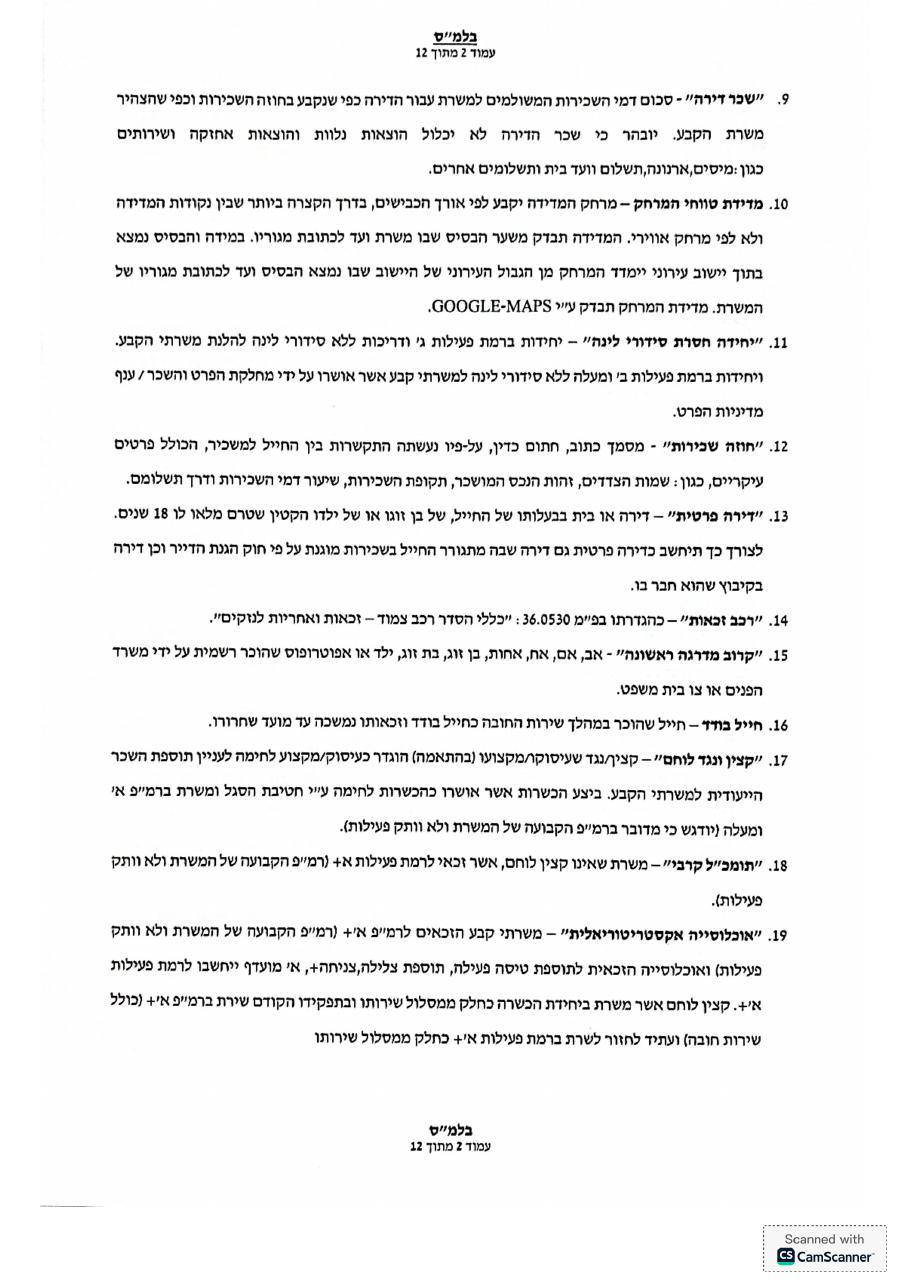 בלמ"ס
עמוד 2 מתוך 12
9. "שכר דירה" - סכום דמי השכירות המשולמים למשרת עבור הדירה כפי שנקבע בחוזה השכירות וכפי שהצהיר
משרת הקבע. יובהר כי שכר הדירה לא יכלול הוצאות נלוות והוצאות אחזקה ושירותים
כגון :מיסים,ארנונה,תשלום וועד בית ותשלומים אחרים.
10. מדידת טווחי המרחק – מרחק המדידה יקבע לפי אורך הכבישים, בדרך הקצרה ביותר שבין נקודות המדידה
ולא לפי מרחק אווירי. המדידה תבדק משער הבסיס שבו משרת ועד לכתובת מגוריו. במידה והבסיס נמצא
בתוך יישוב עירוני יימדד המרחק מן הגבול העירוני של היישוב שבו נמצא הבסיס ועד לכתובת מגוריו של
המשרת. מדידת המרחק תבדק ע"י GOOGLE-MAPS.
11. "יחידה חסרת סידורי לינה" – יחידות ברמת פעילות ג' ודריכות ללא סידורי לינה להלנת משרתי הקבע.
ויחידות ברמת פעילות ב' ומעלה ללא סידורי לינה למשרתי קבע אשר אושרו על ידי מחלקת הפרט והשכר / ענף
מדיניות הפרט.
12. "חוזה שכירות" - מסמך כתוב, חתום כדין, על-פיו נעשתה התקשרות בין החייל למשכיר, הכולל פרטים
עיקריים, כגון : שמות הצדדים, זהות הנכס המושכר, תקופת השכירות, שיעור דמי השכירות ודרך תשלומם.
13. "דירה פרטית" – דירה או בית בבעלותו של החייל, של בן זוגו או של ילדו הקטין שטרם מלאו לו 18 שנים.
לצורך כך תיחשב כדירה פרטית גם דירה שבה מתגורר החייל בשכירות מוגנת על פי חוק הגנת הדייר וכן דירה
בקיבוץ שהוא חבר בו.
14. "רכב זכאות" – כהגדרתו בפ"מ 36.0530 : "כללי הסדר רכב צמוד – זכאות ואחריות לנזקים".
15. "קרוב מדרגה ראשונה" - אב, אם, אח, אחות, בן זוג, בת זוג, ילד או אפוטרופוס שהוכר רשמית על ידי משרד
הפנים או צו בית משפט.
16. חייל בודד – חייל שהוכר במהלך שירות החובה כחייל בודד וזכאותו נמשכה עד מועד שחרורו.
17. "קצין ונגד לוחם" – קצין/נגד שעיסוקו/מקצועו (בהתאמה) הוגדר כעיסוק/מקצוע לחימה לעניין תוספת השכר
הייעודית למשרתי הקבע. ביצע הכשרות אשר אושרו כהכשרות לחימה ע"י חטיבת הסגל ומשרת ברמ"פ א'
ומעלה (יודגש כי מדובר ברמ"פ הקבועה של המשרת ולא וותק פעילות).
18. "תומכ"ל קרבי" – משרת שאינו קצין לוחם, אשר זכאי לרמת פעילות א+ (רמ"פ הקבועה של המשרת ולא וותק
פעילות).
19. "אוכלוסייה אקסטריטוריאלית" – משרתי קבע הזכאים לרמ"פ א'+ (רמ"פ הקבועה של המשרת ולא וותק
פעילות) ואוכלוסייה הזכאית לתוספת טיסה פעילה, תוספת צלילה,צניחה+, א' מועדף ייחשבו לרמת פעילות
א'+. קצין לוחם אשר משרת ביחידת הכשרה כחלק ממסלול שירותו ובתפקידו הקודם שירת ברמ"פ א'+ (כולל
שירות חובה) ועתיד לחזור לשרת ברמת פעילות א'+ כחלק ממסלול שירותו
בלמ"ס
עמוד 2 מתוך 12
Scanned with
CS CamScanner